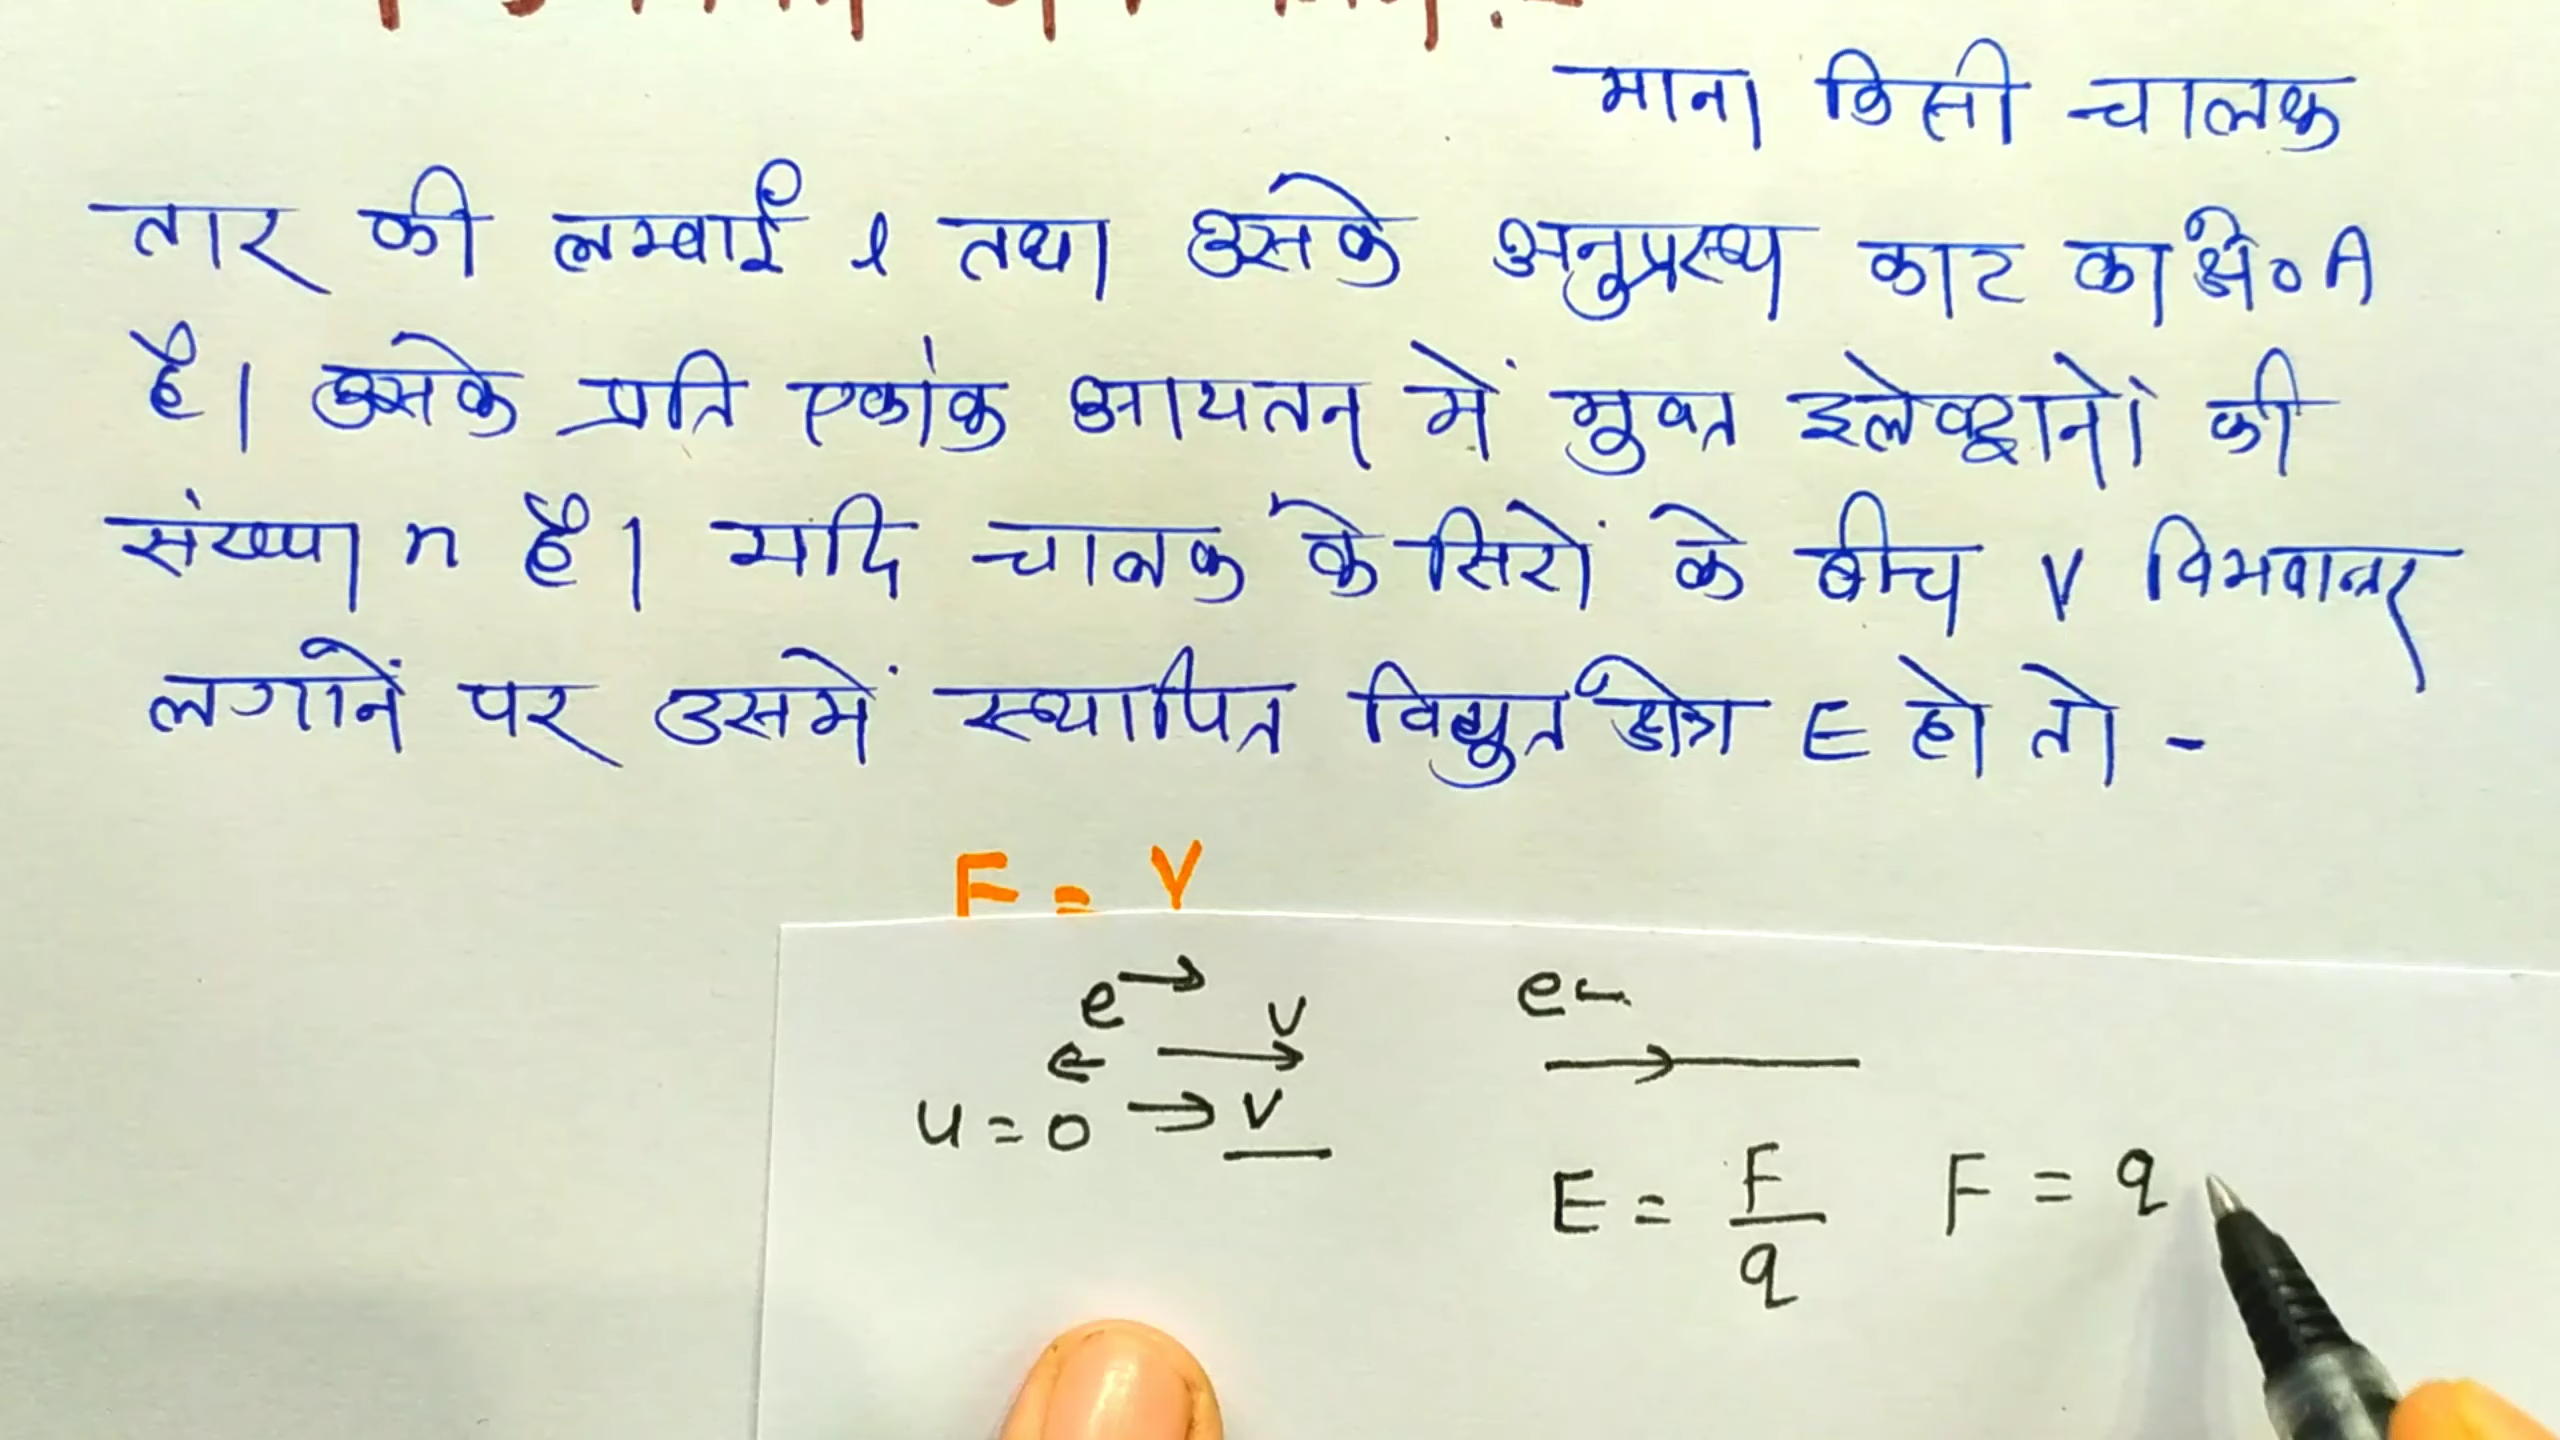 माना किसी चालक
तार की लम्बाई l तथा उसके अनुप्रस्थ काट का क्षे० A
है। उसके प्रति एकांक आयतन में मुक्त इलेक्ट्रानों की
संख्या n है। यदि चालक के सिरों के बीच V विभवान्तर
लगाने पर उसमें स्थापित विद्युत क्षेत्र E हो तो -
V
e →
e → v
u = 0 → v
e-
E = F/q F = q